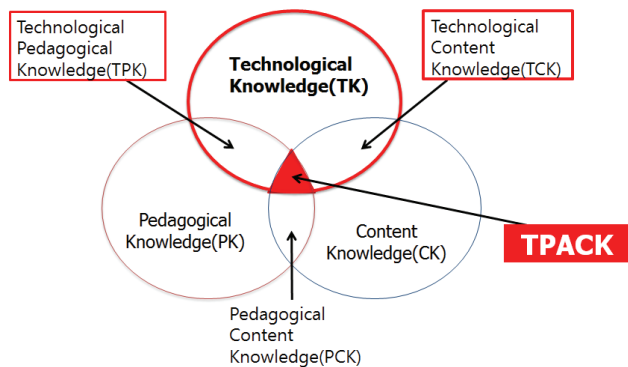 Technological
Pedagogical
Knowledge(TPK)
Technological
Knowledge(TK)
Technological
Content
Knowledge(TCK)
Pedagogical
Knowledge(PK)
Content
Knowledge(CK)
TPACK
Pedagogical
Content
Knowledge(PCK)